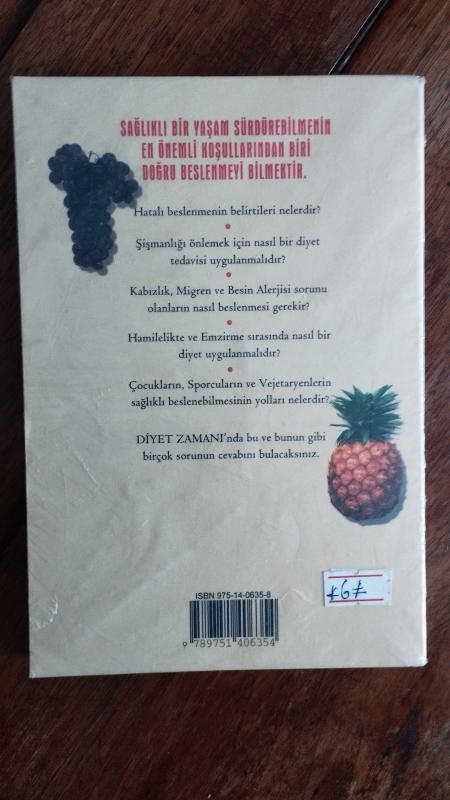 SAĞLIKLI BİR YAŞAM SÜRDÜREBİLMENİN
EN ÖNEMLİ KOŞULLARINDAN BİRİ
DOĞRU BESLENMEYİ BİLMEKTİR.
Hatalı beslenmenin belirtileri nelerdir?
Şişmanlığı önlemek için nasıl bir diyet
tedavisi uygulanmalıdır?
Kabızlık, Migren ve Besin Alerjisi sorunu
olanların nasıl beslenmesi gerekir?
Hamilelikte ve Emzirme sırasında nasıl bir
diyet uygulanmalıdır?
Çocukların, Sporcuların ve Vejetaryenlerin
sağlıklı beslenebilmesinin yolları nelerdir?
DİYET ZAMANI'nda bu ve bunun gibi
birçok sorunun cevabını bulacaksınız.
ISBN 975-14-0635-8
9 789751 406354